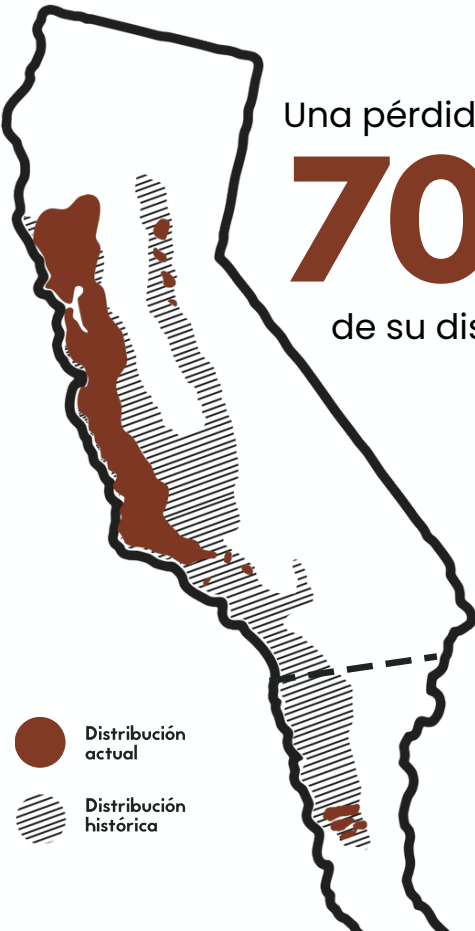 Una pérdid
70
de su dis
Distribución
actual
Distribución
histórica